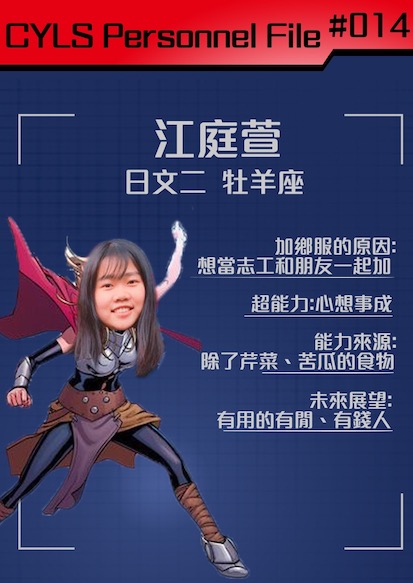 CYLS Personnel File #014
江庭萱
日文二 牡羊座
加鄉服的原因:
想當志工和朋友一起加
超能力:心想事成
能力來源:
除了芹菜、苦瓜的食物
未來展望:
有用的有閒、有錢人